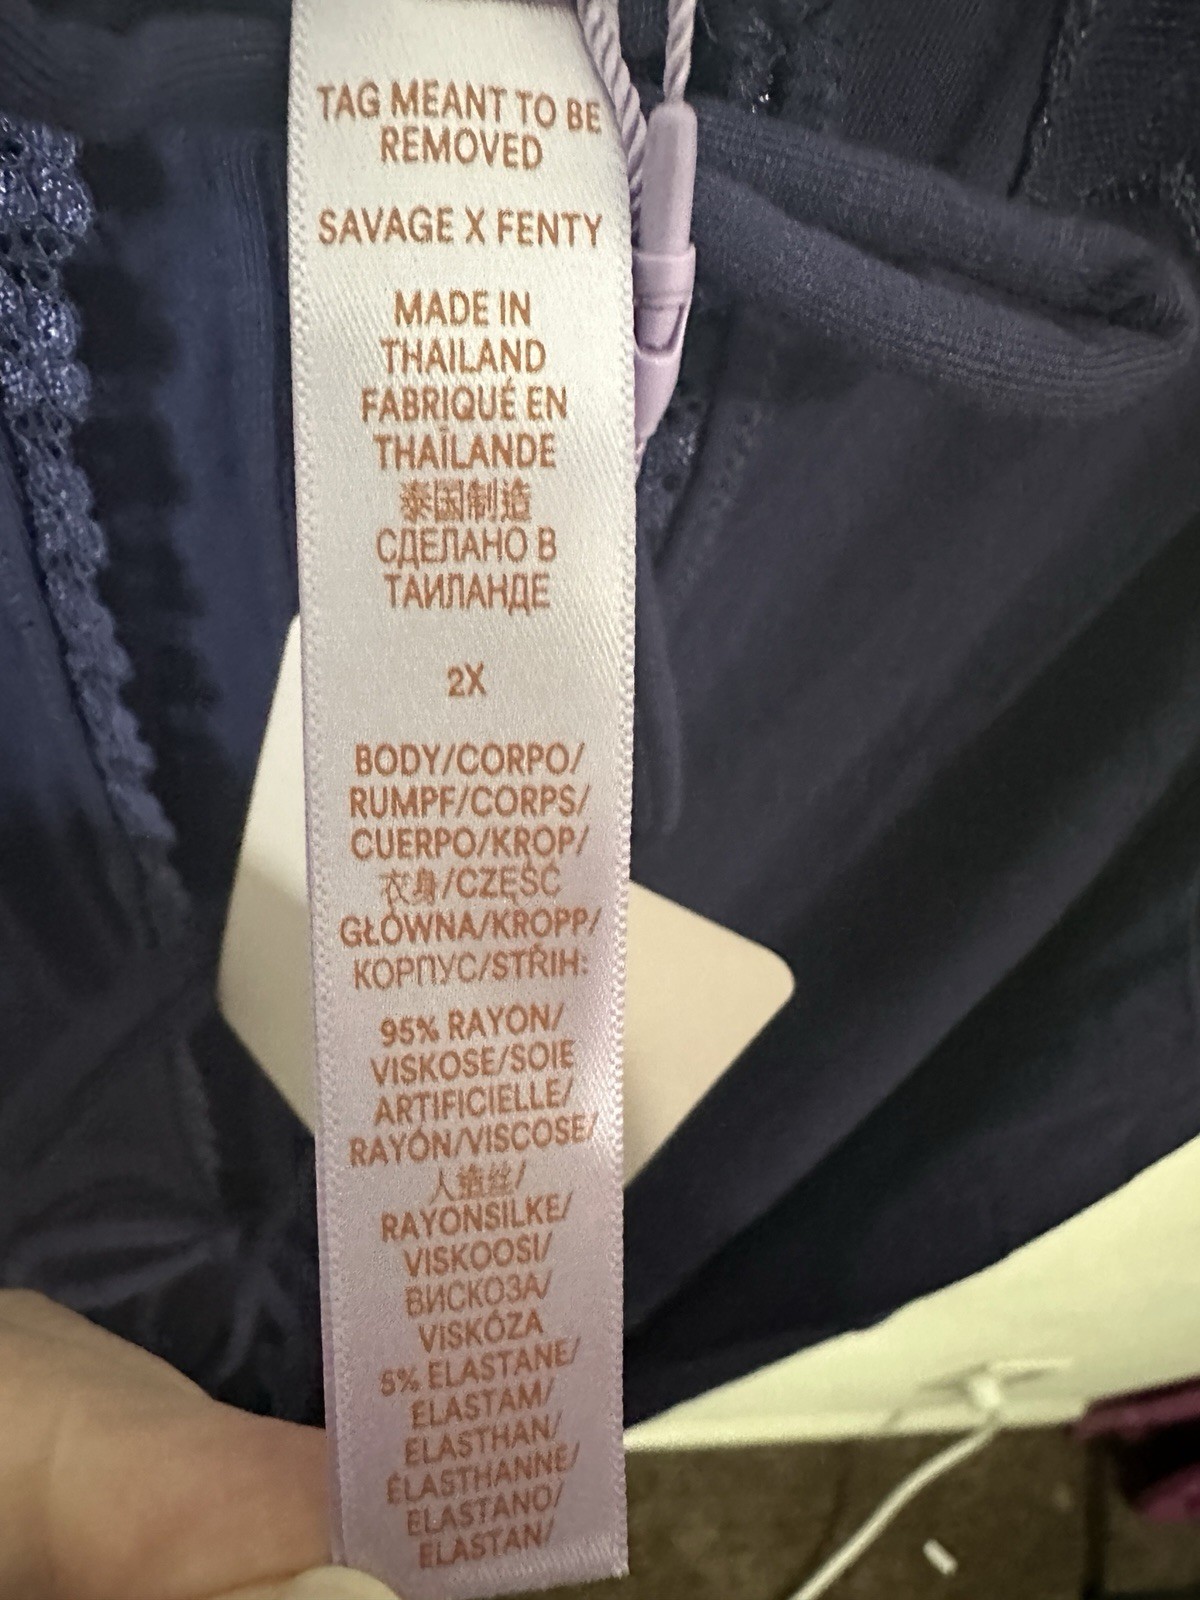 TAG MEANT TO BE
REMOVED
SAVAGE X FENTY
MADE IN
THAILAND
FABRIQUÉ EN
THAÏLANDE
泰国制造
СДЕЛАНО В
ТАИЛАНДЕ
2X
BODY/CORPO/
RUMPF/CORPS/
CUERPO/KROP/
衣身/CZĘŚĆ
GŁÓWNA/KROPP/
КОРПУС/STŘIH:
95% RAYON/
VISKOSE/SOIE
ARTIFICIELLE/
RAYÓN/VISCOSE/
人造丝/
RAYONSILKE/
VISKOOSI/
ВИСКОЗА/
VISKÓZA
5% ELASTANE/
ELASTAM/
ELASTHAN/
ÉLASTHANNE/
ELASTANO/
ELASTAN/